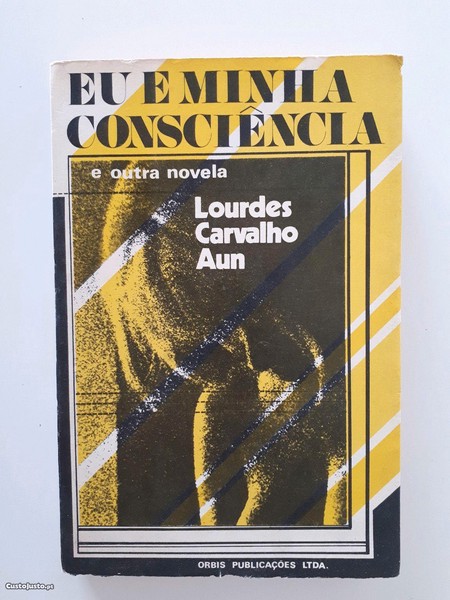 EU E MINHA
CONSCIÊNCIA
e outra novela
Lourdes
Carvalho
Aun
ORBIS PUBLICAÇÕES LTDA.
CustoJusto.pt